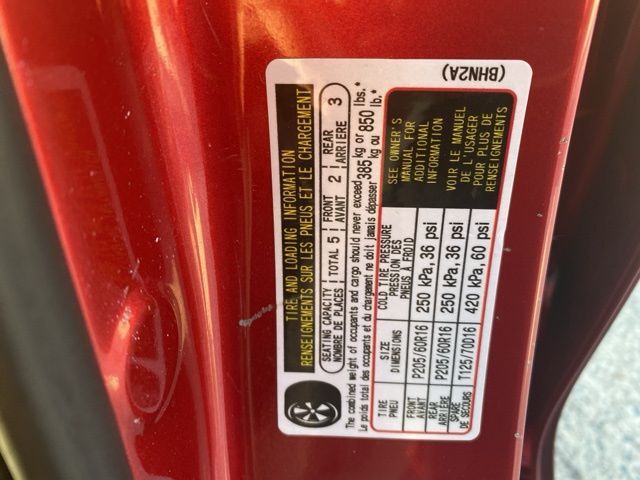 TIRE AND LOADING INFORMATION
RENSEIGNEMENTS SUR LES PNEUS ET LE CHARGEMENT
SEATING CAPACITY
NOMBRE DE PLACES
TOTAL 5
FRONT
AVANT
2
REAR
ARRIÈRE
3
The combined weight of occupants and cargo should never exceed 385 kg or 850 lbs.*
Le poids total des occupants et du chargement ne doit jamais dépasser 385 kg ou 850 lb.*
TIRE
PNEU
SIZE
DIMENSIONS
COLD TIRE PRESSURE
PRESSION DES
PNEUS À FROID
FRONT
AVANT
P205/60R16
250 kPa, 36 psi
REAR
ARRIÈRE
P205/60R16
250 kPa, 36 psi
SPARE
DE SECOURS
T125/70D16
420 kPa, 60 psi
SEE OWNER'S
MANUAL FOR
ADDITIONAL
INFORMATION
VOIR LE MANUEL
DE L'USAGER
POUR PLUS DE
RENSEIGNEMENTS
(BHN2A)